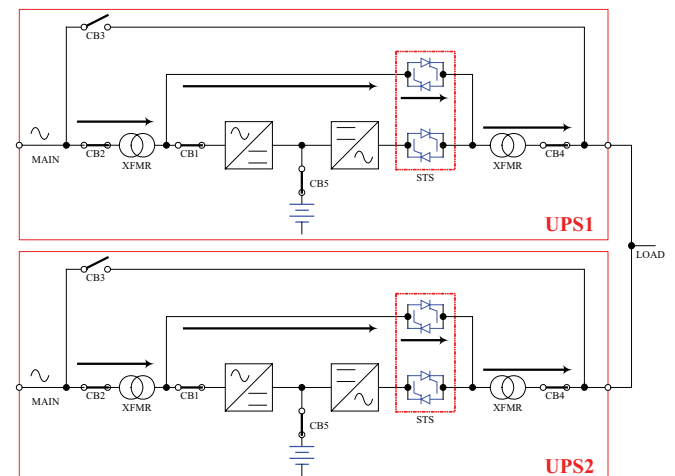 CB3
MAIN
CB2
XFMR
CB1
CB5
STS
XFMR
CB4
UPS1
LOAD
CB3
MAIN
CB2
XFMR
CB1
CB5
STS
XFMR
CB4
UPS2